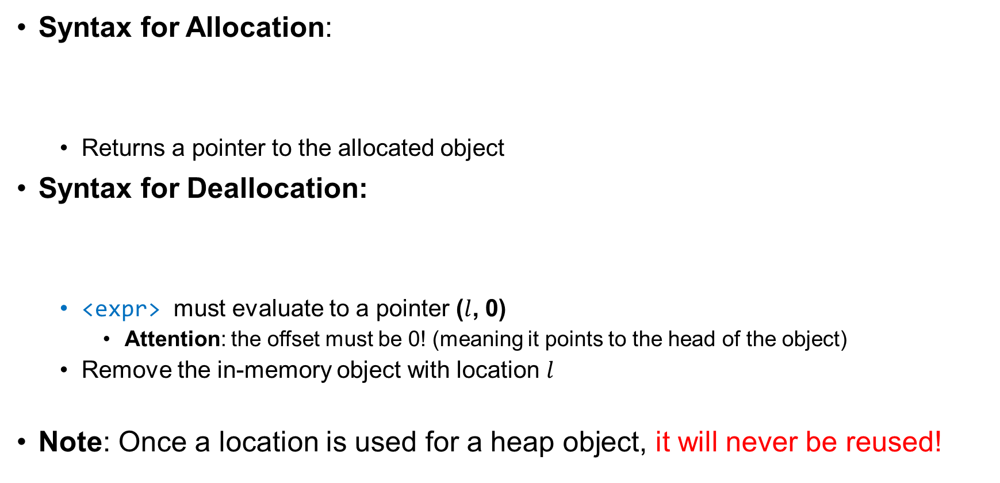 • Syntax for Allocation:
• Returns a pointer to the allocated object
• Syntax for Deallocation:
• <expr> must evaluate to a pointer (l, 0)
• Attention: the offset must be 0! (meaning it points to the head of the object)
• Remove the in-memory object with location l
• Note: Once a location is used for a heap object, it will never be reused!